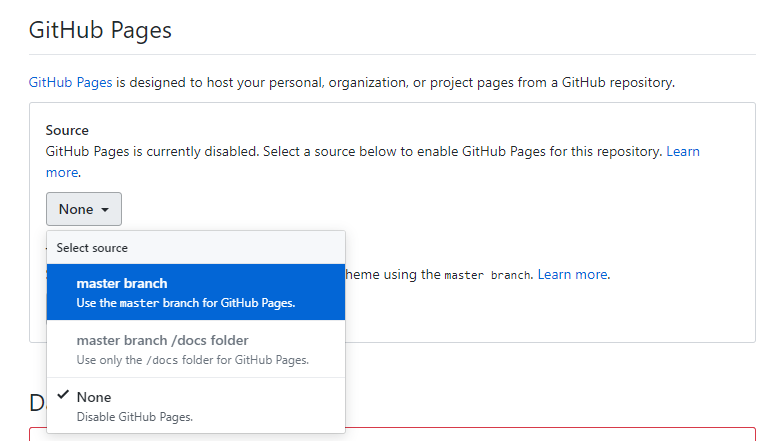 GitHub Pages
GitHub Pages is designed to host your personal, organization, or project pages from a GitHub repository.
Source
GitHub Pages is currently disabled. Select a source below to enable GitHub Pages for this repository. Learn
more.
None
Select source
master branch
Use the master branch for GitHub Pages.
heme using the master branch. Learn more.
master branch /docs folder
Use only the /docs folder for GitHub Pages.
None
Disable GitHub Pages.